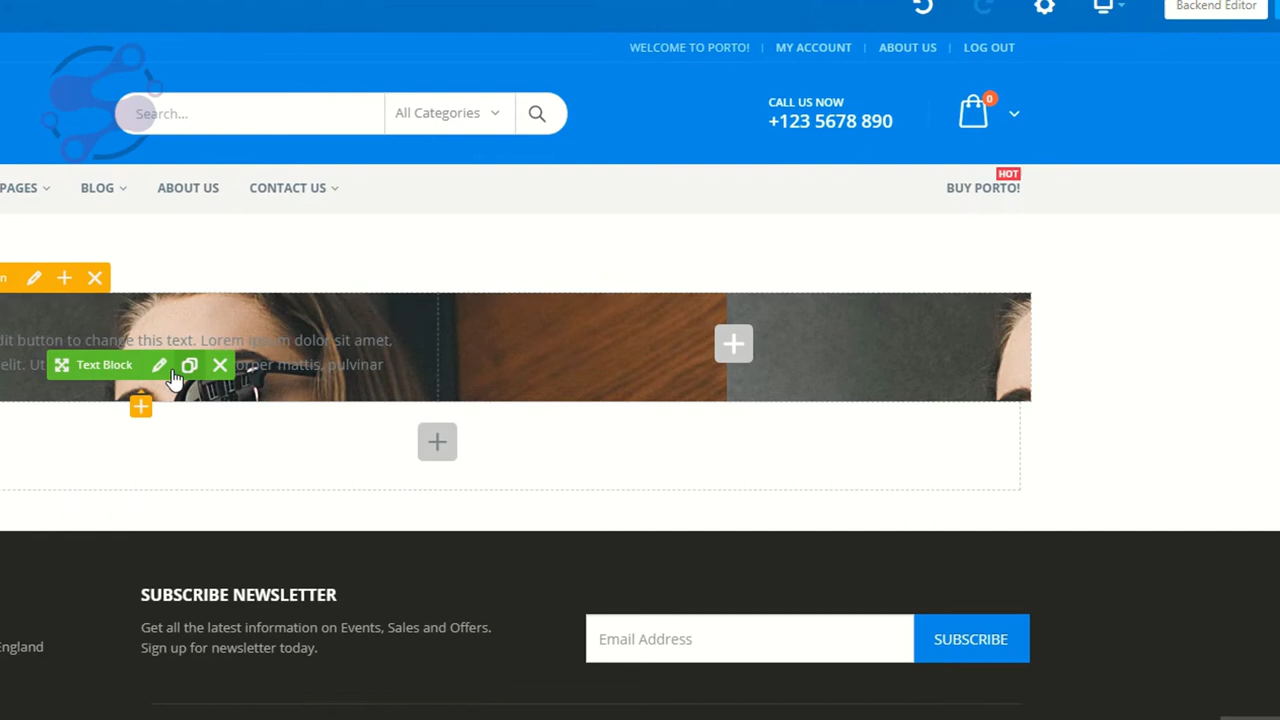 Backend Editor
WELCOME TO PORTO! MY ACCOUNT ABOUT US LOG OUT
Search... All Categories
CALL US NOW
+123 5678 890
0
HOT
PAGES BLOG ABOUT US CONTACT US BUY PORTO!
n
dit button to change this text. Lorem ipsum dolor sit amet,
elit. Ut
Text Block
orper mattis, pulvinar
SUBSCRIBE NEWSLETTER
Get all the latest information on Events, Sales and Offers.
Sign up for newsletter today.
England
Email Address SUBSCRIBE